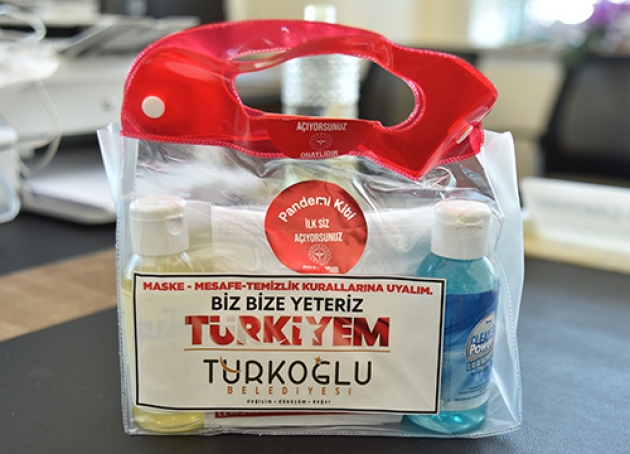 AÇIYORSUNUZ
ONAYLIDIR
Pandemi Kiti
İLK SİZ
AÇIYORSUNUZ
MASKE - MESAFE-TEMİZLİK KURALLARINA UYALIM.
BİZ BİZE YETERİZ
TÜRKİYEM
TÜRKOĞLU
BELEDİYESİ
değişim • dönüşüm • değer